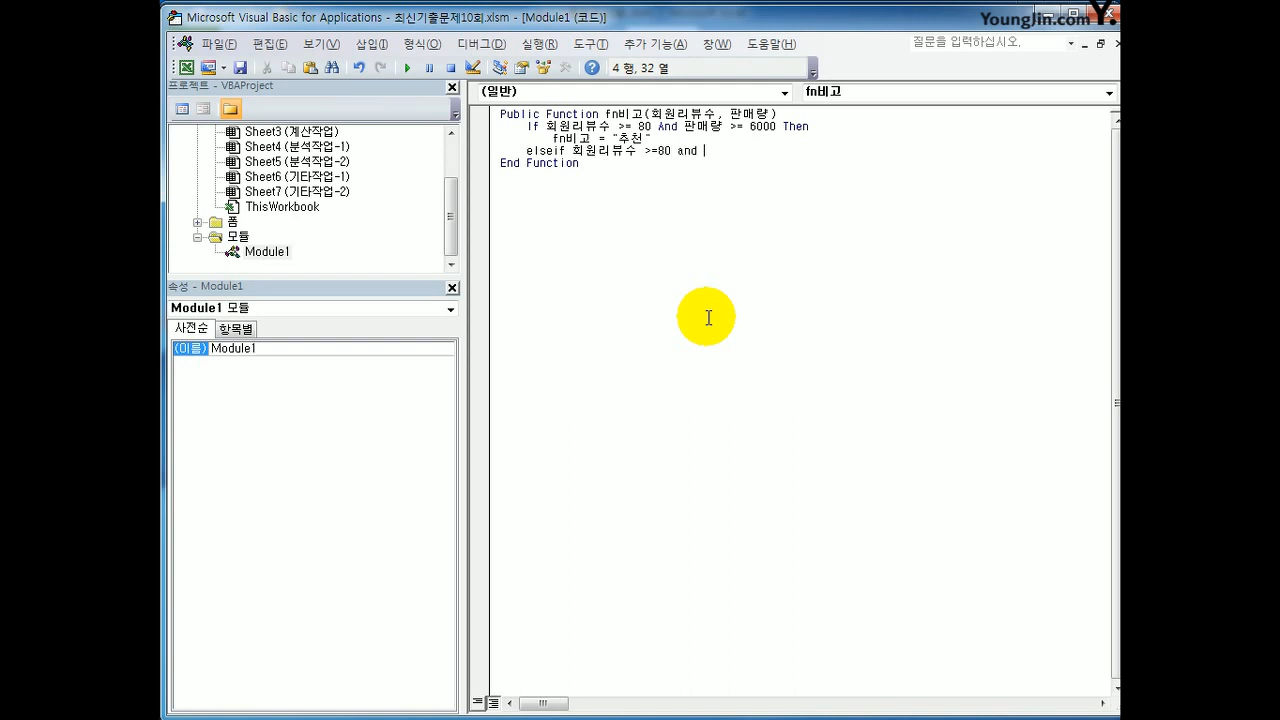 Microsoft Visual Basic for Applications - 최신기출문제10회.xlsm - [Module1 (코드)]
YoungJin.com Y.
파일(F) 편집(E) 보기(V) 삽입(I) 형식(O) 디버그(D) 실행(R) 도구(T) 추가 기능(A) 창(W) 도움말(H) 질문을 입력하십시오.
4 행, 32 열
프로젝트 - VBAProject
(일반) fn비고
Sheet3 (계산작업)
Sheet4 (분석작업-1)
Sheet5 (분석작업-2)
Sheet6 (기타작업-1)
Sheet7 (기타작업-2)
ThisWorkbook
폼
모듈
Module1
Public Function fn비고(회원리뷰수, 판매량)
If 회원리뷰수 >= 80 And 판매량 >= 6000 Then
fn비고 = "추천"
elseif 회원리뷰수 >=80 and
End Function
속성 - Module1
Module1 모듈
사전순 항목별
(이름) Module1